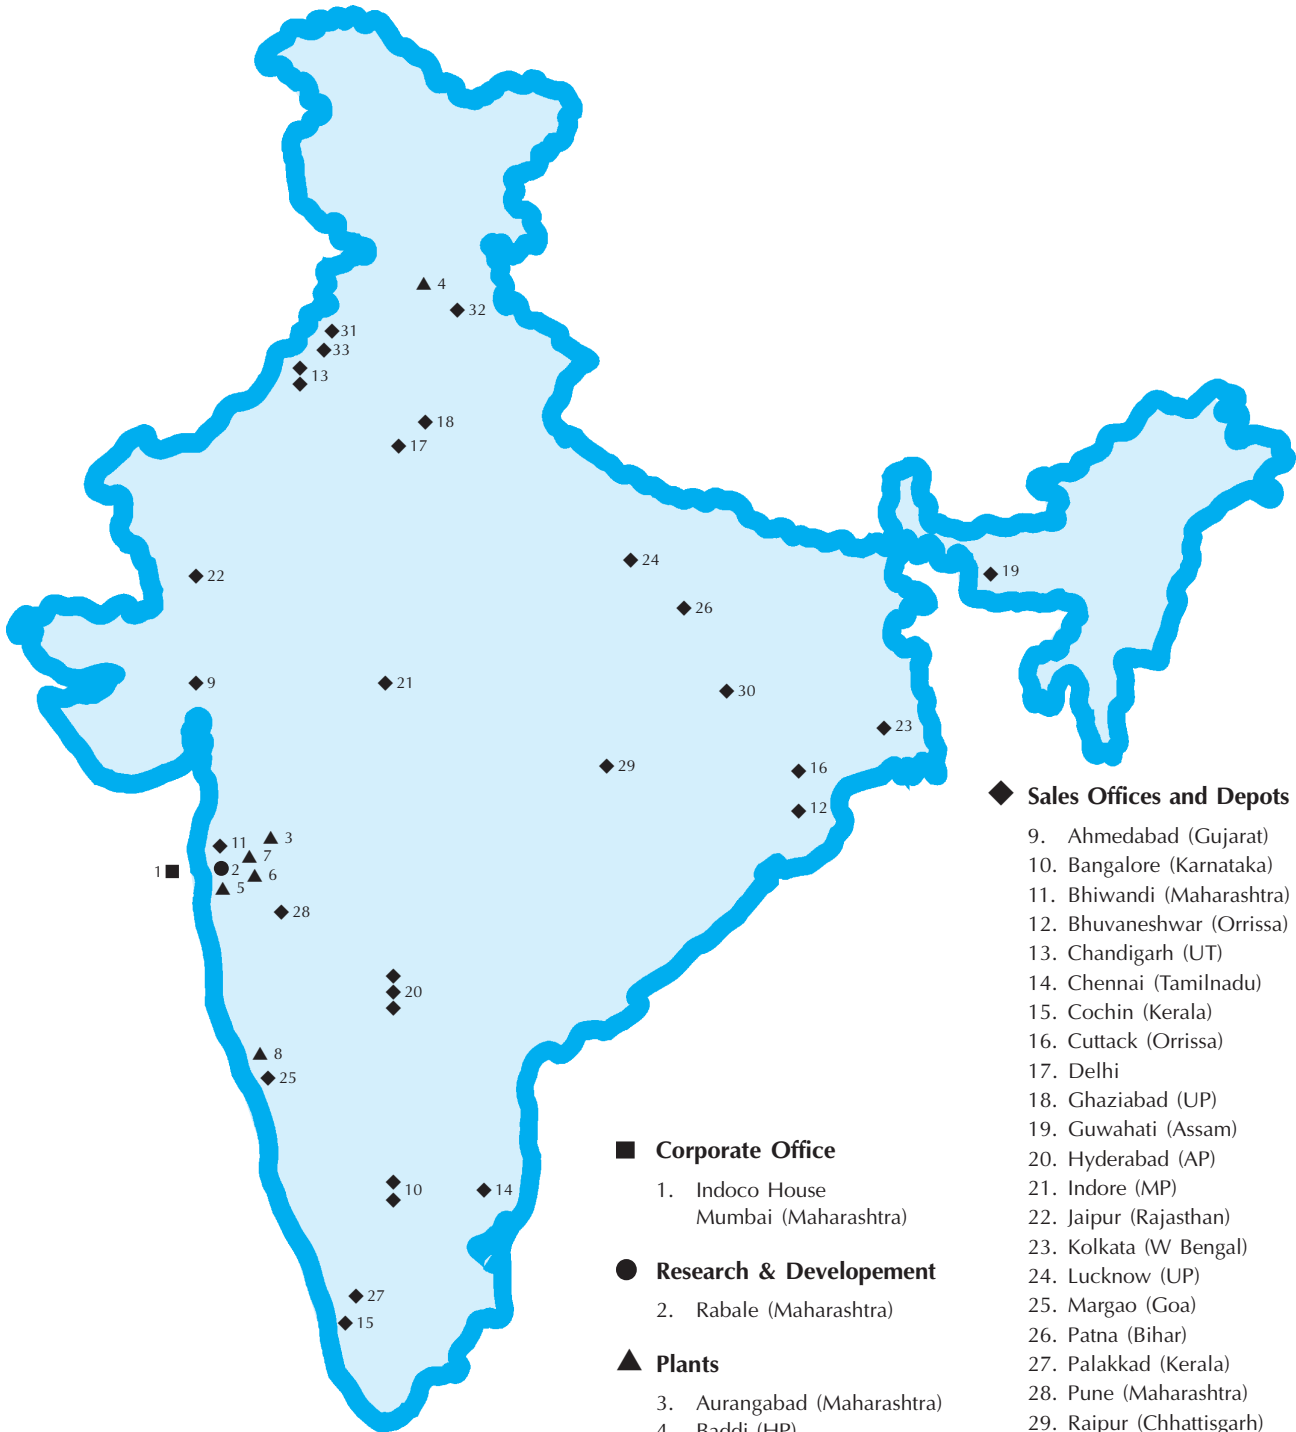 4
32
31
33
13
18
17
24
19
22
26
9
21
30
23
29
16
12
11
3
7
1
2
6
5
28
20
8
25
10
14
27
15
Corporate Office
1. Indoco House
Mumbai (Maharashtra)
Research & Developement
2. Rabale (Maharashtra)
Plants
3. Aurangabad (Maharashtra)
4. Baddi (HP)
Sales Offices and Depots
9. Ahmedabad (Gujarat)
10. Bangalore (Karnataka)
11. Bhiwandi (Maharashtra)
12. Bhuvaneshwar (Orrissa)
13. Chandigarh (UT)
14. Chennai (Tamilnadu)
15. Cochin (Kerala)
16. Cuttack (Orrissa)
17. Delhi
18. Ghaziabad (UP)
19. Guwahati (Assam)
20. Hyderabad (AP)
21. Indore (MP)
22. Jaipur (Rajasthan)
23. Kolkata (W Bengal)
24. Lucknow (UP)
25. Margao (Goa)
26. Patna (Bihar)
27. Palakkad (Kerala)
28. Pune (Maharashtra)
29. Raipur (Chhattisgarh)